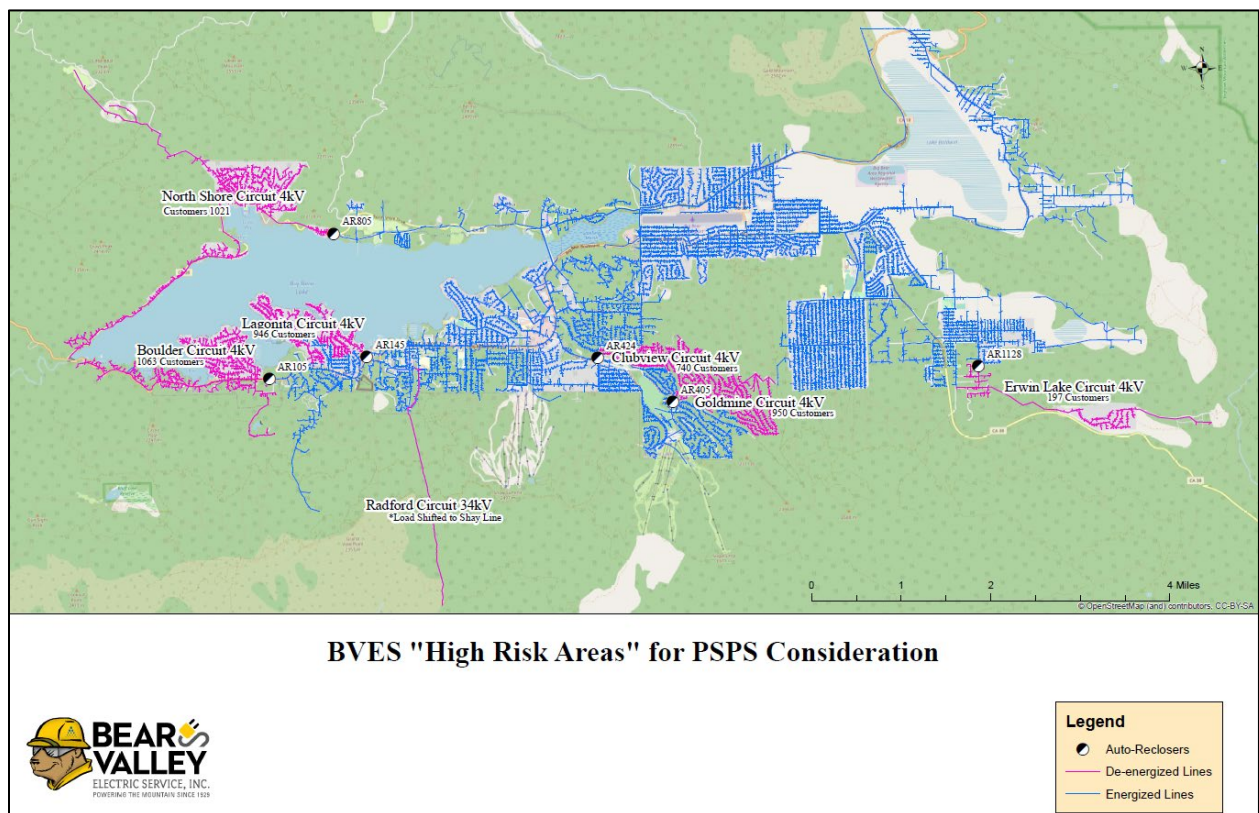 North Shore Circuit 4kV
Customers 1021
AR805
Lagonita Circuit 4kV
946 Customers
AR145
Boulder Circuit 4kV
1063 Customers
AR105
AR424
Clubview Circuit 4kV
740 Customers
AR405
Goldmine Circuit 4kV
950 Customers
AR1128
Erwin Lake Circuit 4kV
197 Customers
Radford Circuit 34kV
*Load Shifted to Shay Line
0 1 2 4 Miles
© OpenStreetMap (and) contributors, CC-BY-SA
BVES "High Risk Areas" for PSPS Consideration
BEAR
VALLEY
ELECTRIC SERVICE, INC.
POWERING THE MOUNTAIN SINCE 1929
Legend
Auto-Reclosers
De-energized Lines
Energized Lines